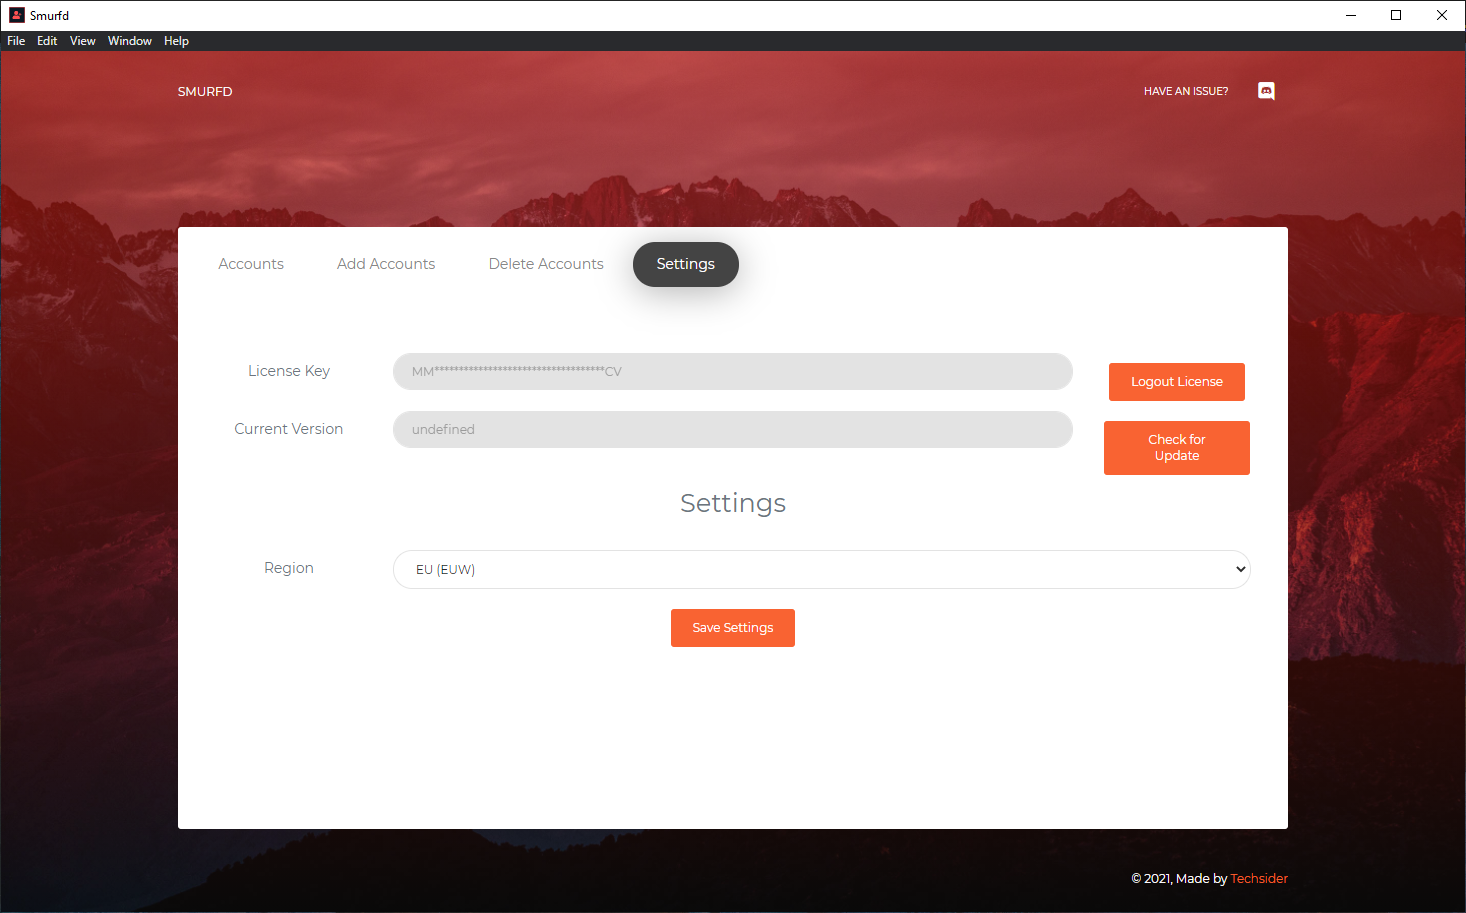 Smurfd
File Edit View Window Help
SMURFD
HAVE AN ISSUE?
Accounts
Add Accounts
Delete Accounts
Settings
License Key
MM***********************************CV
Logout License
Current Version
undefined
Check for
Update
Settings
Region
EU (EUW)
Save Settings
© 2021, Made by Techsider